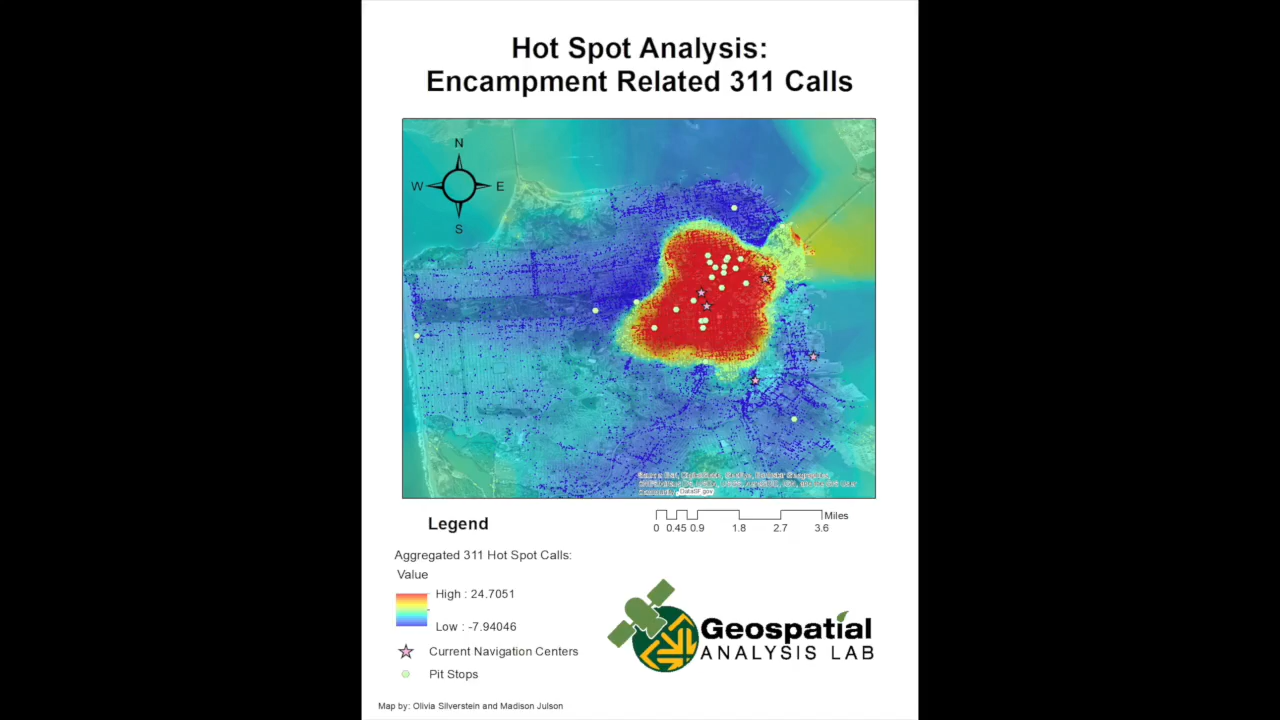 Hot Spot Analysis:
Encampment Related 311 Calls
N
W
E
S
DataSF.gov
Legend
Miles
0 0.45 0.9 1.8 2.7 3.6
Aggregated 311 Hot Spot Calls:
Value
High : 24.7051
Low : -7.94046
Current Navigation Centers
Pit Stops
Geospatial
ANALYSIS LAB
Map by: Olivia Silverstein and Madison Julson